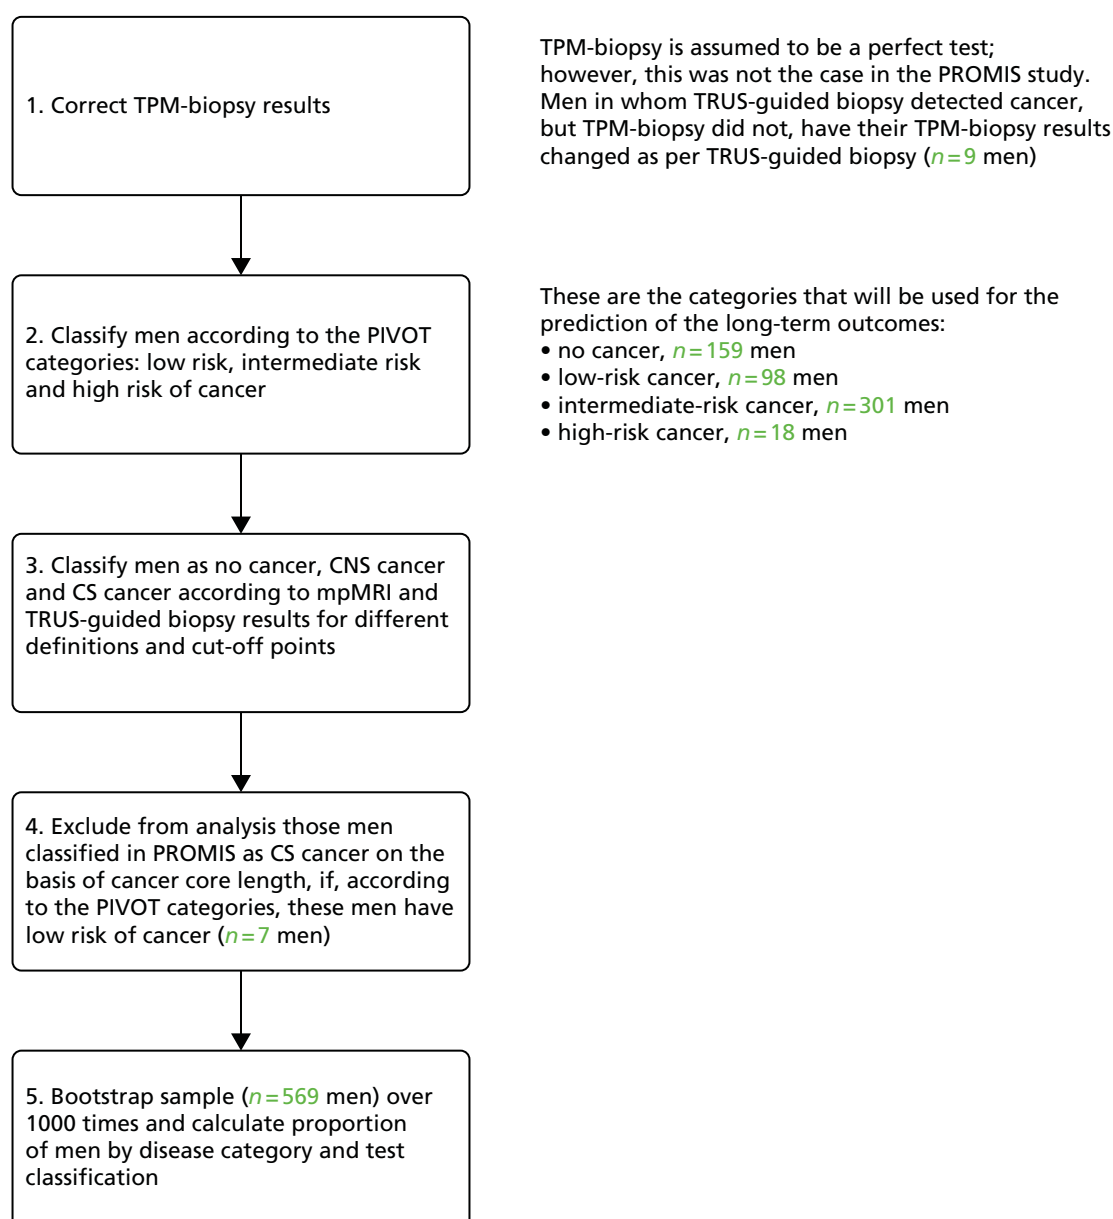 1. Correct TPM-biopsy results
TPM-biopsy is assumed to be a perfect test;
however, this was not the case in the PROMIS study.
Men in whom TRUS-guided biopsy detected cancer,
but TPM-biopsy did not, have their TPM-biopsy results
changed as per TRUS-guided biopsy (n=9 men)
2. Classify men according to the PIVOT
categories: low risk, intermediate risk
and high risk of cancer
These are the categories that will be used for the
prediction of the long-term outcomes:
• no cancer, n=159 men
• low-risk cancer, n=98 men
• intermediate-risk cancer, n=301 men
• high-risk cancer, n=18 men
3. Classify men as no cancer, CNS cancer
and CS cancer according to mpMRI and
TRUS-guided biopsy results for different
definitions and cut-off points
4. Exclude from analysis those men
classified in PROMIS as CS cancer on the
basis of cancer core length, if, according
to the PIVOT categories, these men have
low risk of cancer (n=7 men)
5. Bootstrap sample (n=569 men) over
1000 times and calculate proportion
of men by disease category and test
classification